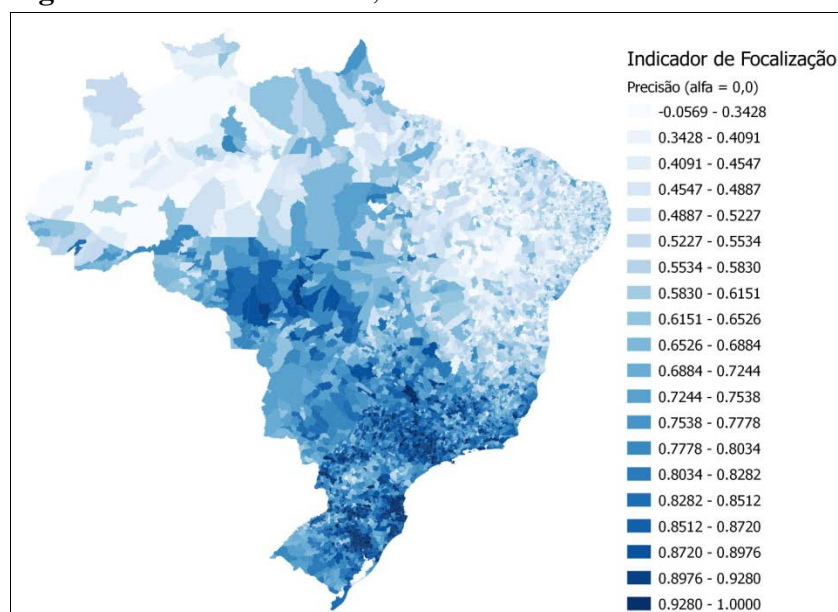 Indicador de Focalização
Precisão (alfa = 0,0)
-0.0569 - 0.3428
0.3428 - 0.4091
0.4091 - 0.4547
0.4547 - 0.4887
0.4887 - 0.5227
0.5227 - 0.5534
0.5534 - 0.5830
0.5830 - 0.6151
0.6151 - 0.6526
0.6526 - 0.6884
0.6884 - 0.7244
0.7244 - 0.7538
0.7538 - 0.7778
0.7778 - 0.8034
0.8034 - 0.8282
0.8282 - 0.8512
0.8512 - 0.8720
0.8720 - 0.8976
0.8976 - 0.9280
0.9280 - 1.0000